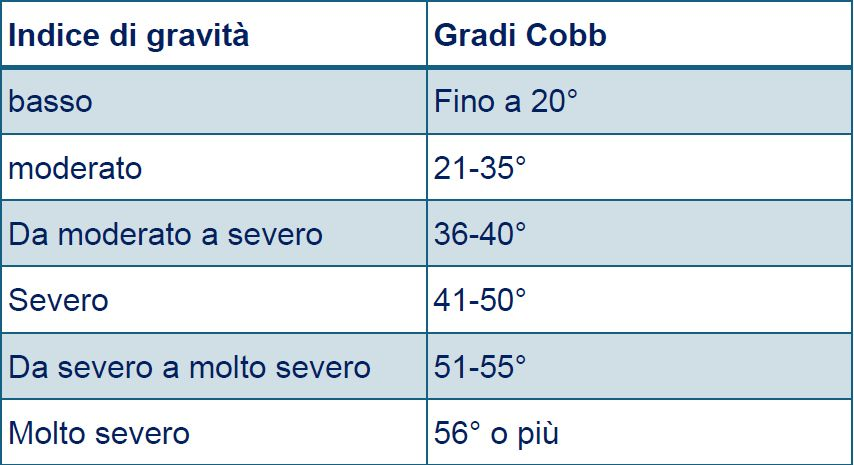 Indice di gravità Gradi Cobb
basso Fino a 20°
moderato 21-35°
Da moderato a severo 36-40°
Severo 41-50°
Da severo a molto severo 51-55°
Molto severo 56° o più